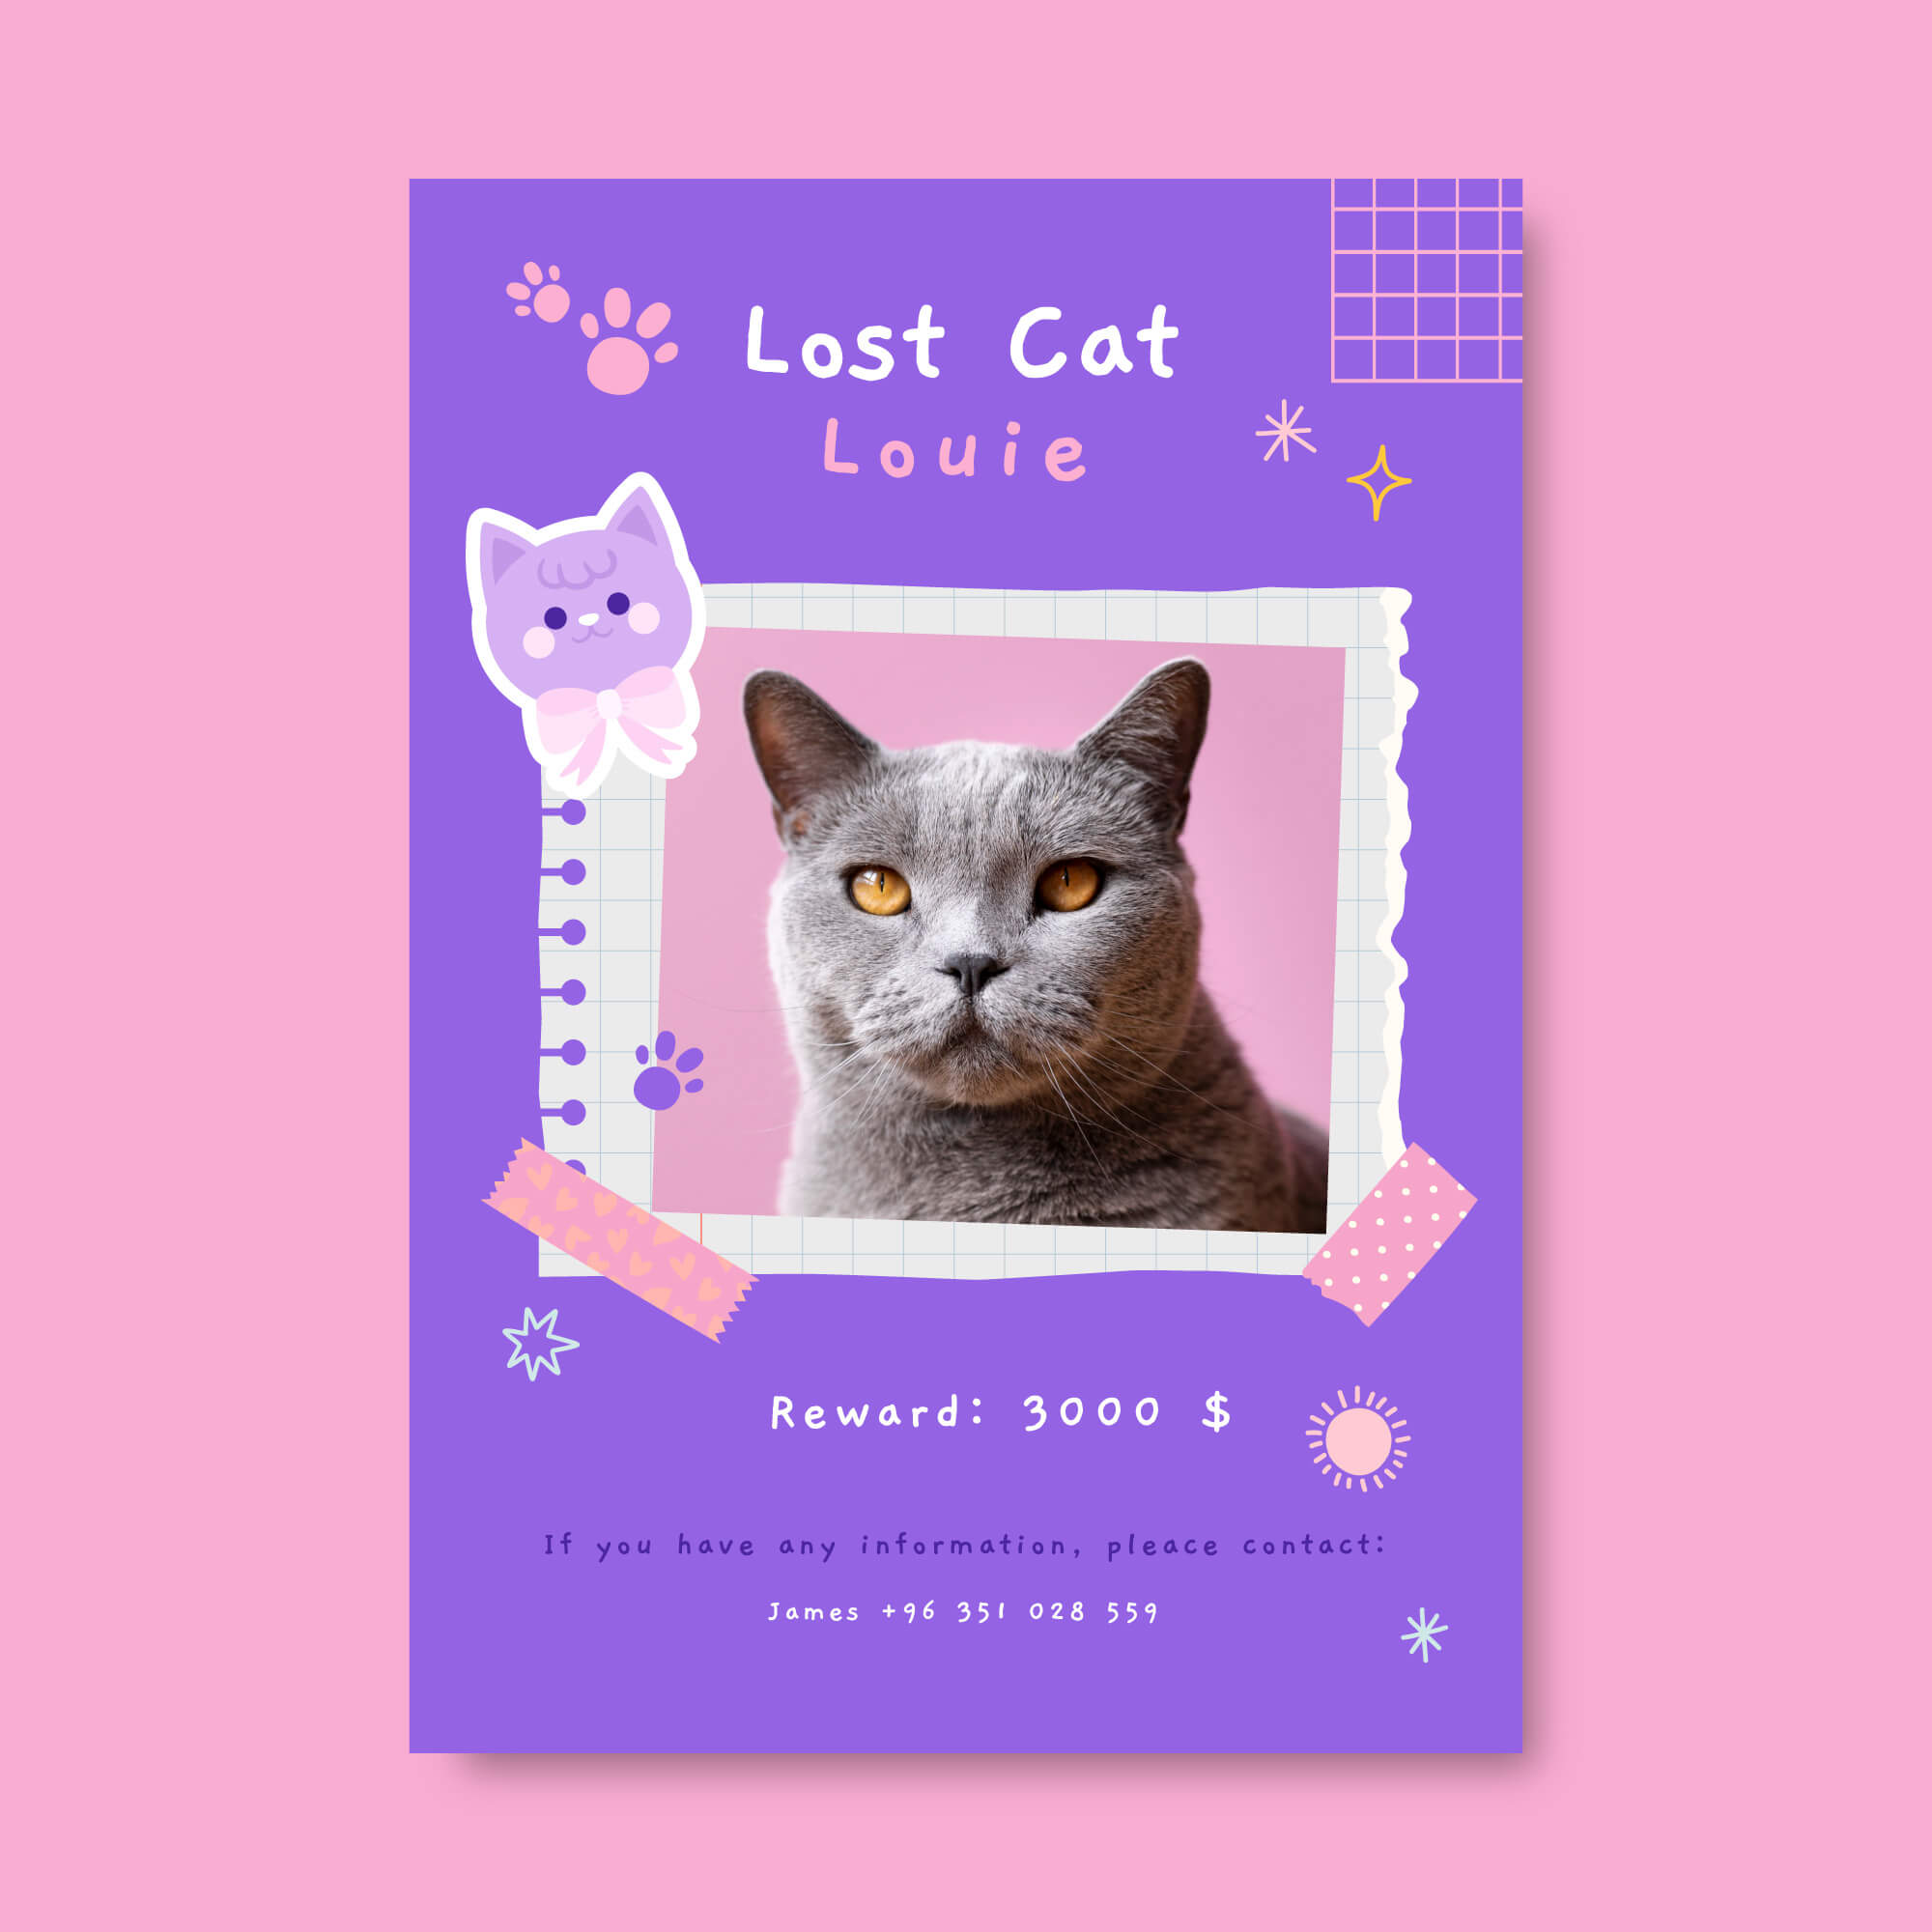 Lost Cat
Louie
Reward: 3000 $
If you have any information, pleace contact:
James +96 351 028 559